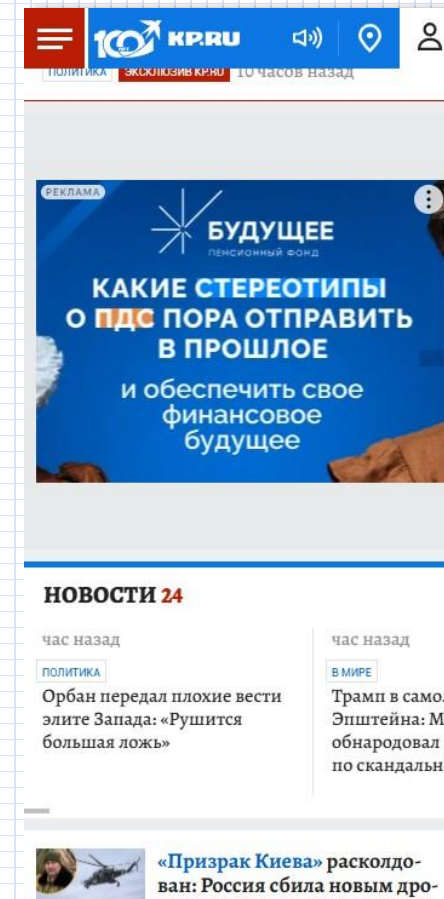 100 ЛЕТ KP.RU
ПОЛИТИКА ЭКСКЛЮЗИВ KP.RU 10 часов назад
РЕКЛАМА
БУДУЩЕЕ
ПЕНСИОННЫЙ ФОНД
КАКИЕ СТЕРЕОТИПЫ
О ПДС ПОРА ОТПРАВИТЬ
В ПРОШЛОЕ
и обеспечить свое
финансовое
будущее
НОВОСТИ 24
час назад
ПОЛИТИКА
Орбан передал плохие вести
элите Запада: «Рушится
большая ложь»
час назад
В МИРЕ
Трамп в
Эпштейна:
обнародовал
по
«Призрак Киева» расколдо-
ван: Россия сбила новым дро-